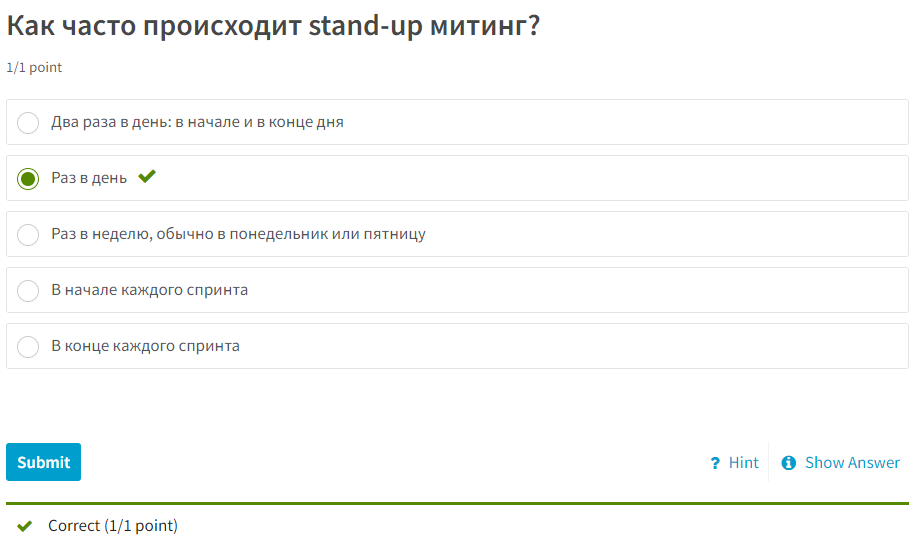 Как часто происходит stand-up митинг?
1/1 point
Два раза в день: в начале и в конце дня
Раз в день
Раз в неделю, обычно в понедельник или пятницу
В начале каждого спринта
В конце каждого спринта
Submit
? Hint
Show Answer
Correct (1/1 point)